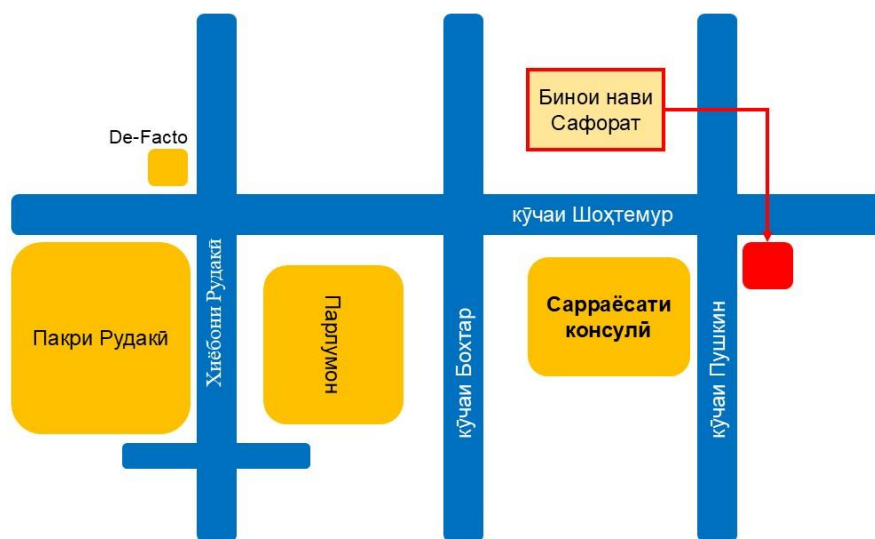 Бинои нави
Сафорат
De-Facto
кӯчаи Шоҳтемур
Пакри Рудакӣ
Хиёбони Рудакӣ
Парлумон
кӯчаи Бохтар
Сарраёсати
консулӣ
кӯчаи Пушкин